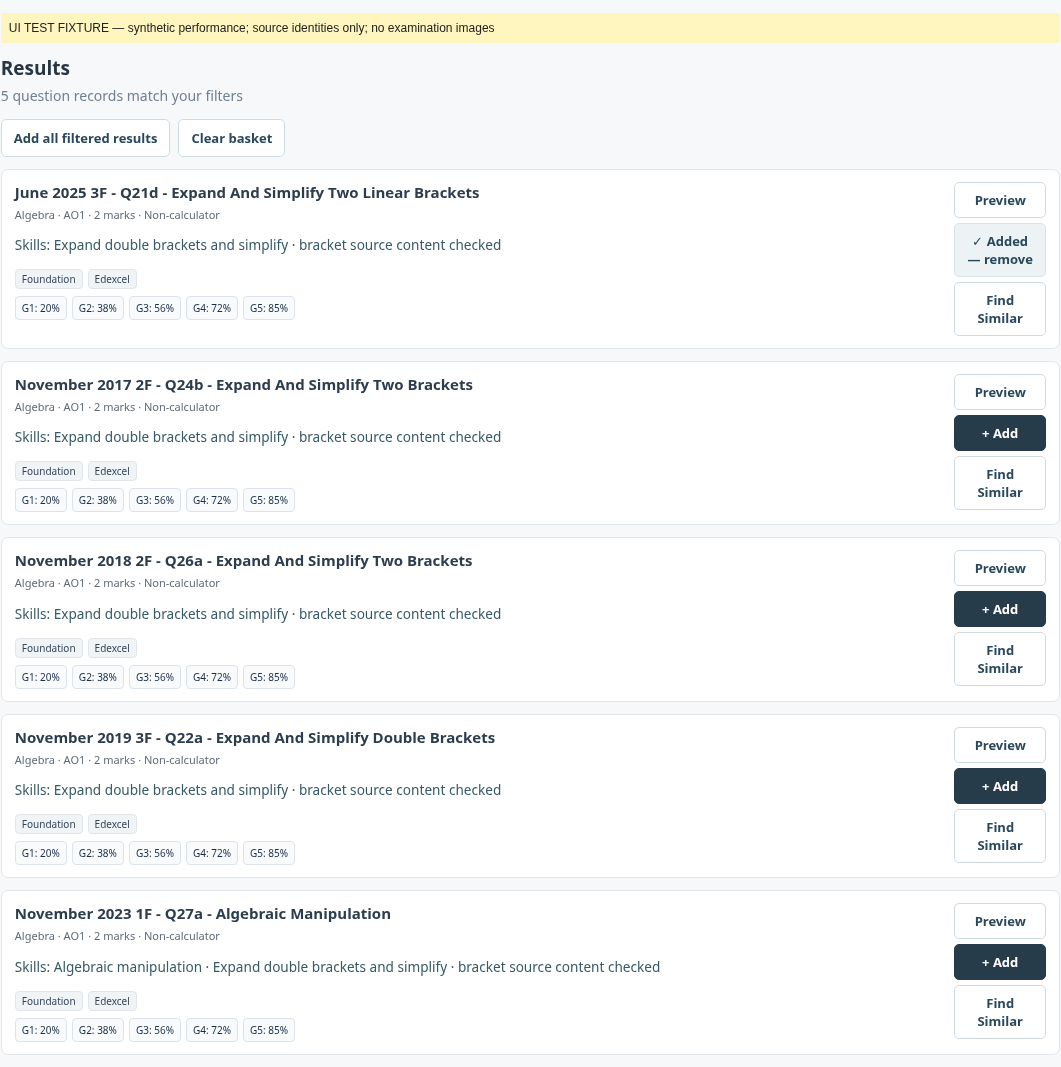 UI TEST FIXTURE — synthetic performance; source identities only; no examination images
Results
5 question records match your filters
Add all filtered results
Clear basket
June 2025 3F - Q21d - Expand And Simplify Two Linear Brackets
Algebra · AO1 · 2 marks · Non-calculator
Skills: Expand double brackets and simplify · bracket source content checked
Foundation
Edexcel
G1: 20%
G2: 38%
G3: 56%
G4: 72%
G5: 85%
Preview
✓ Added
— remove
Find
Similar
November 2017 2F - Q24b - Expand And Simplify Two Brackets
Algebra · AO1 · 2 marks · Non-calculator
Skills: Expand double brackets and simplify · bracket source content checked
Foundation
Edexcel
G1: 20%
G2: 38%
G3: 56%
G4: 72%
G5: 85%
Preview
+ Add
Find
Similar
November 2018 2F - Q26a - Expand And Simplify Two Brackets
Algebra · AO1 · 2 marks · Non-calculator
Skills: Expand double brackets and simplify · bracket source content checked
Foundation
Edexcel
G1: 20%
G2: 38%
G3: 56%
G4: 72%
G5: 85%
Preview
+ Add
Find
Similar
November 2019 3F - Q22a - Expand And Simplify Double Brackets
Algebra · AO1 · 2 marks · Non-calculator
Skills: Expand double brackets and simplify · bracket source content checked
Foundation
Edexcel
G1: 20%
G2: 38%
G3: 56%
G4: 72%
G5: 85%
Preview
+ Add
Find
Similar
November 2023 1F - Q27a - Algebraic Manipulation
Algebra · AO1 · 2 marks · Non-calculator
Skills: Algebraic manipulation · Expand double brackets and simplify · bracket source content checked
Foundation
Edexcel
G1: 20%
G2: 38%
G3: 56%
G4: 72%
G5: 85%
Preview
+ Add
Find
Similar